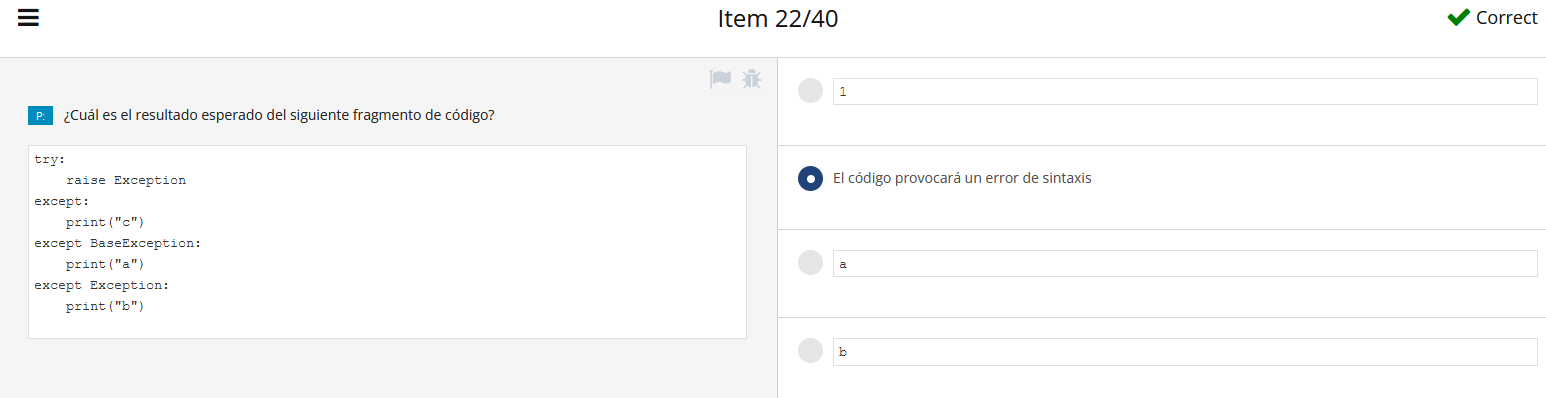 Item 22/40
Correct
P:
¿Cuál es el resultado esperado del siguiente fragmento de código?
try:
    raise Exception
except:
    print("c")
except BaseException:
    print("a")
except Exception:
    print("b")
1
El código provocará un error de sintaxis
a
b